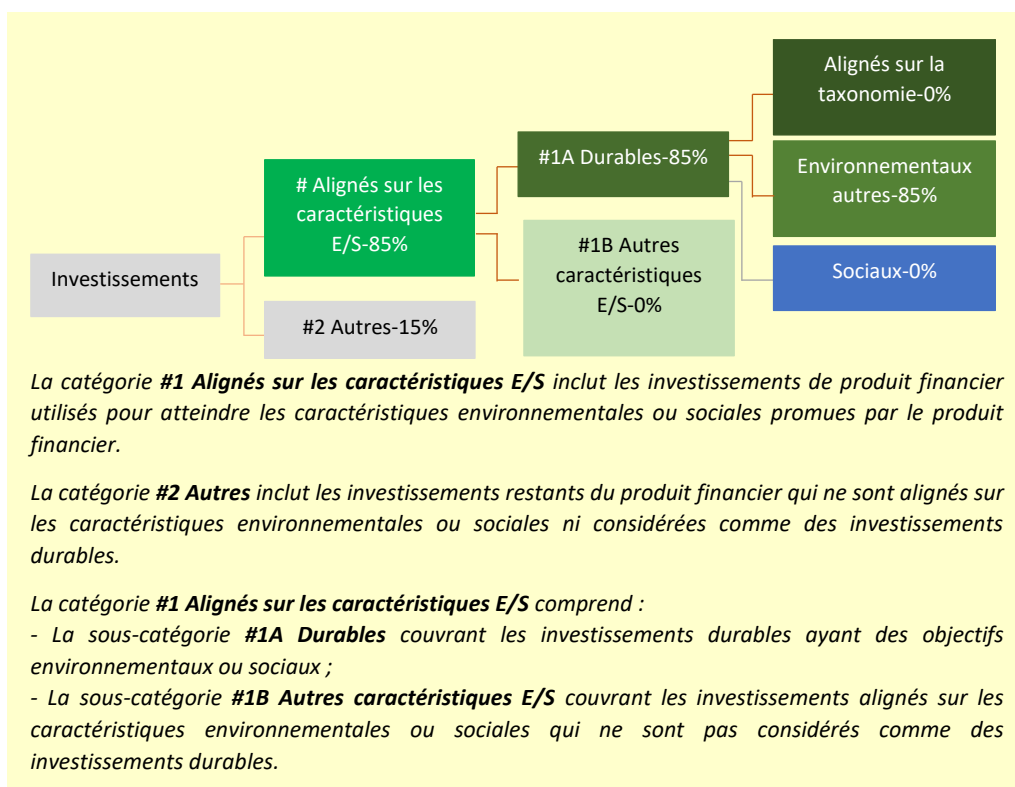 Investissements
# Alignés sur les
caractéristiques
E/S-85%
#2 Autres-15%
#1A Durables-85%
#1B Autres
caractéristiques
E/S-0%
Alignés sur la
taxonomie-0%
Environnementaux
autres-85%
Sociaux-0%
La catégorie #1 Alignés sur les caractéristiques E/S inclut les investissements de produit financier
utilisés pour atteindre les caractéristiques environnementales ou sociales promues par le produit
financier.
La catégorie #2 Autres inclut les investissements restants du produit financier qui ne sont alignés sur
les caractéristiques environnementales ou sociales ni considérées comme des investissements
durables.
La catégorie #1 Alignés sur les caractéristiques E/S comprend :
- La sous-catégorie #1A Durables couvrant les investissements durables ayant des objectifs
environnementaux ou sociaux ;
- La sous-catégorie #1B Autres caractéristiques E/S couvrant les investissements alignés sur les
caractéristiques environnementales ou sociales qui ne sont pas considérés comme des
investissements durables.